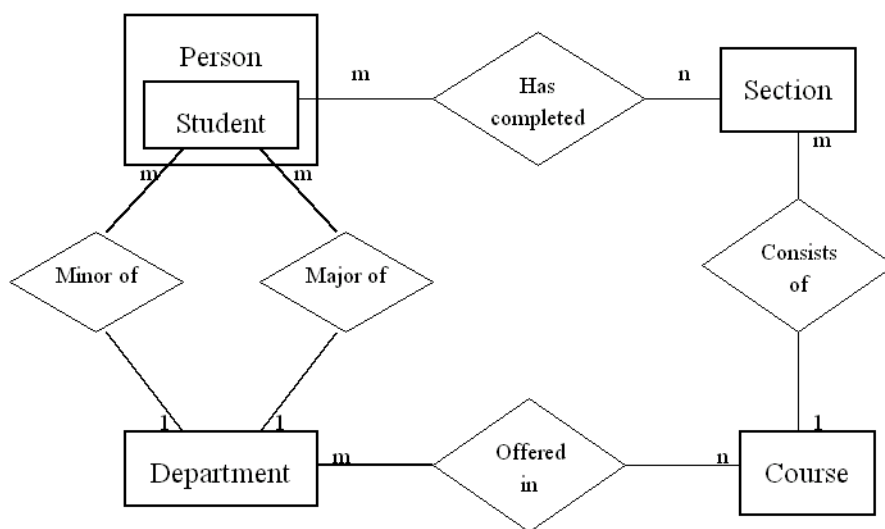 Person
m
Has
completed
n
Section
Student
m
m
m
Minor of
Major of
Consists
of
1
1
1
Department
m
Offered
in
n
Course